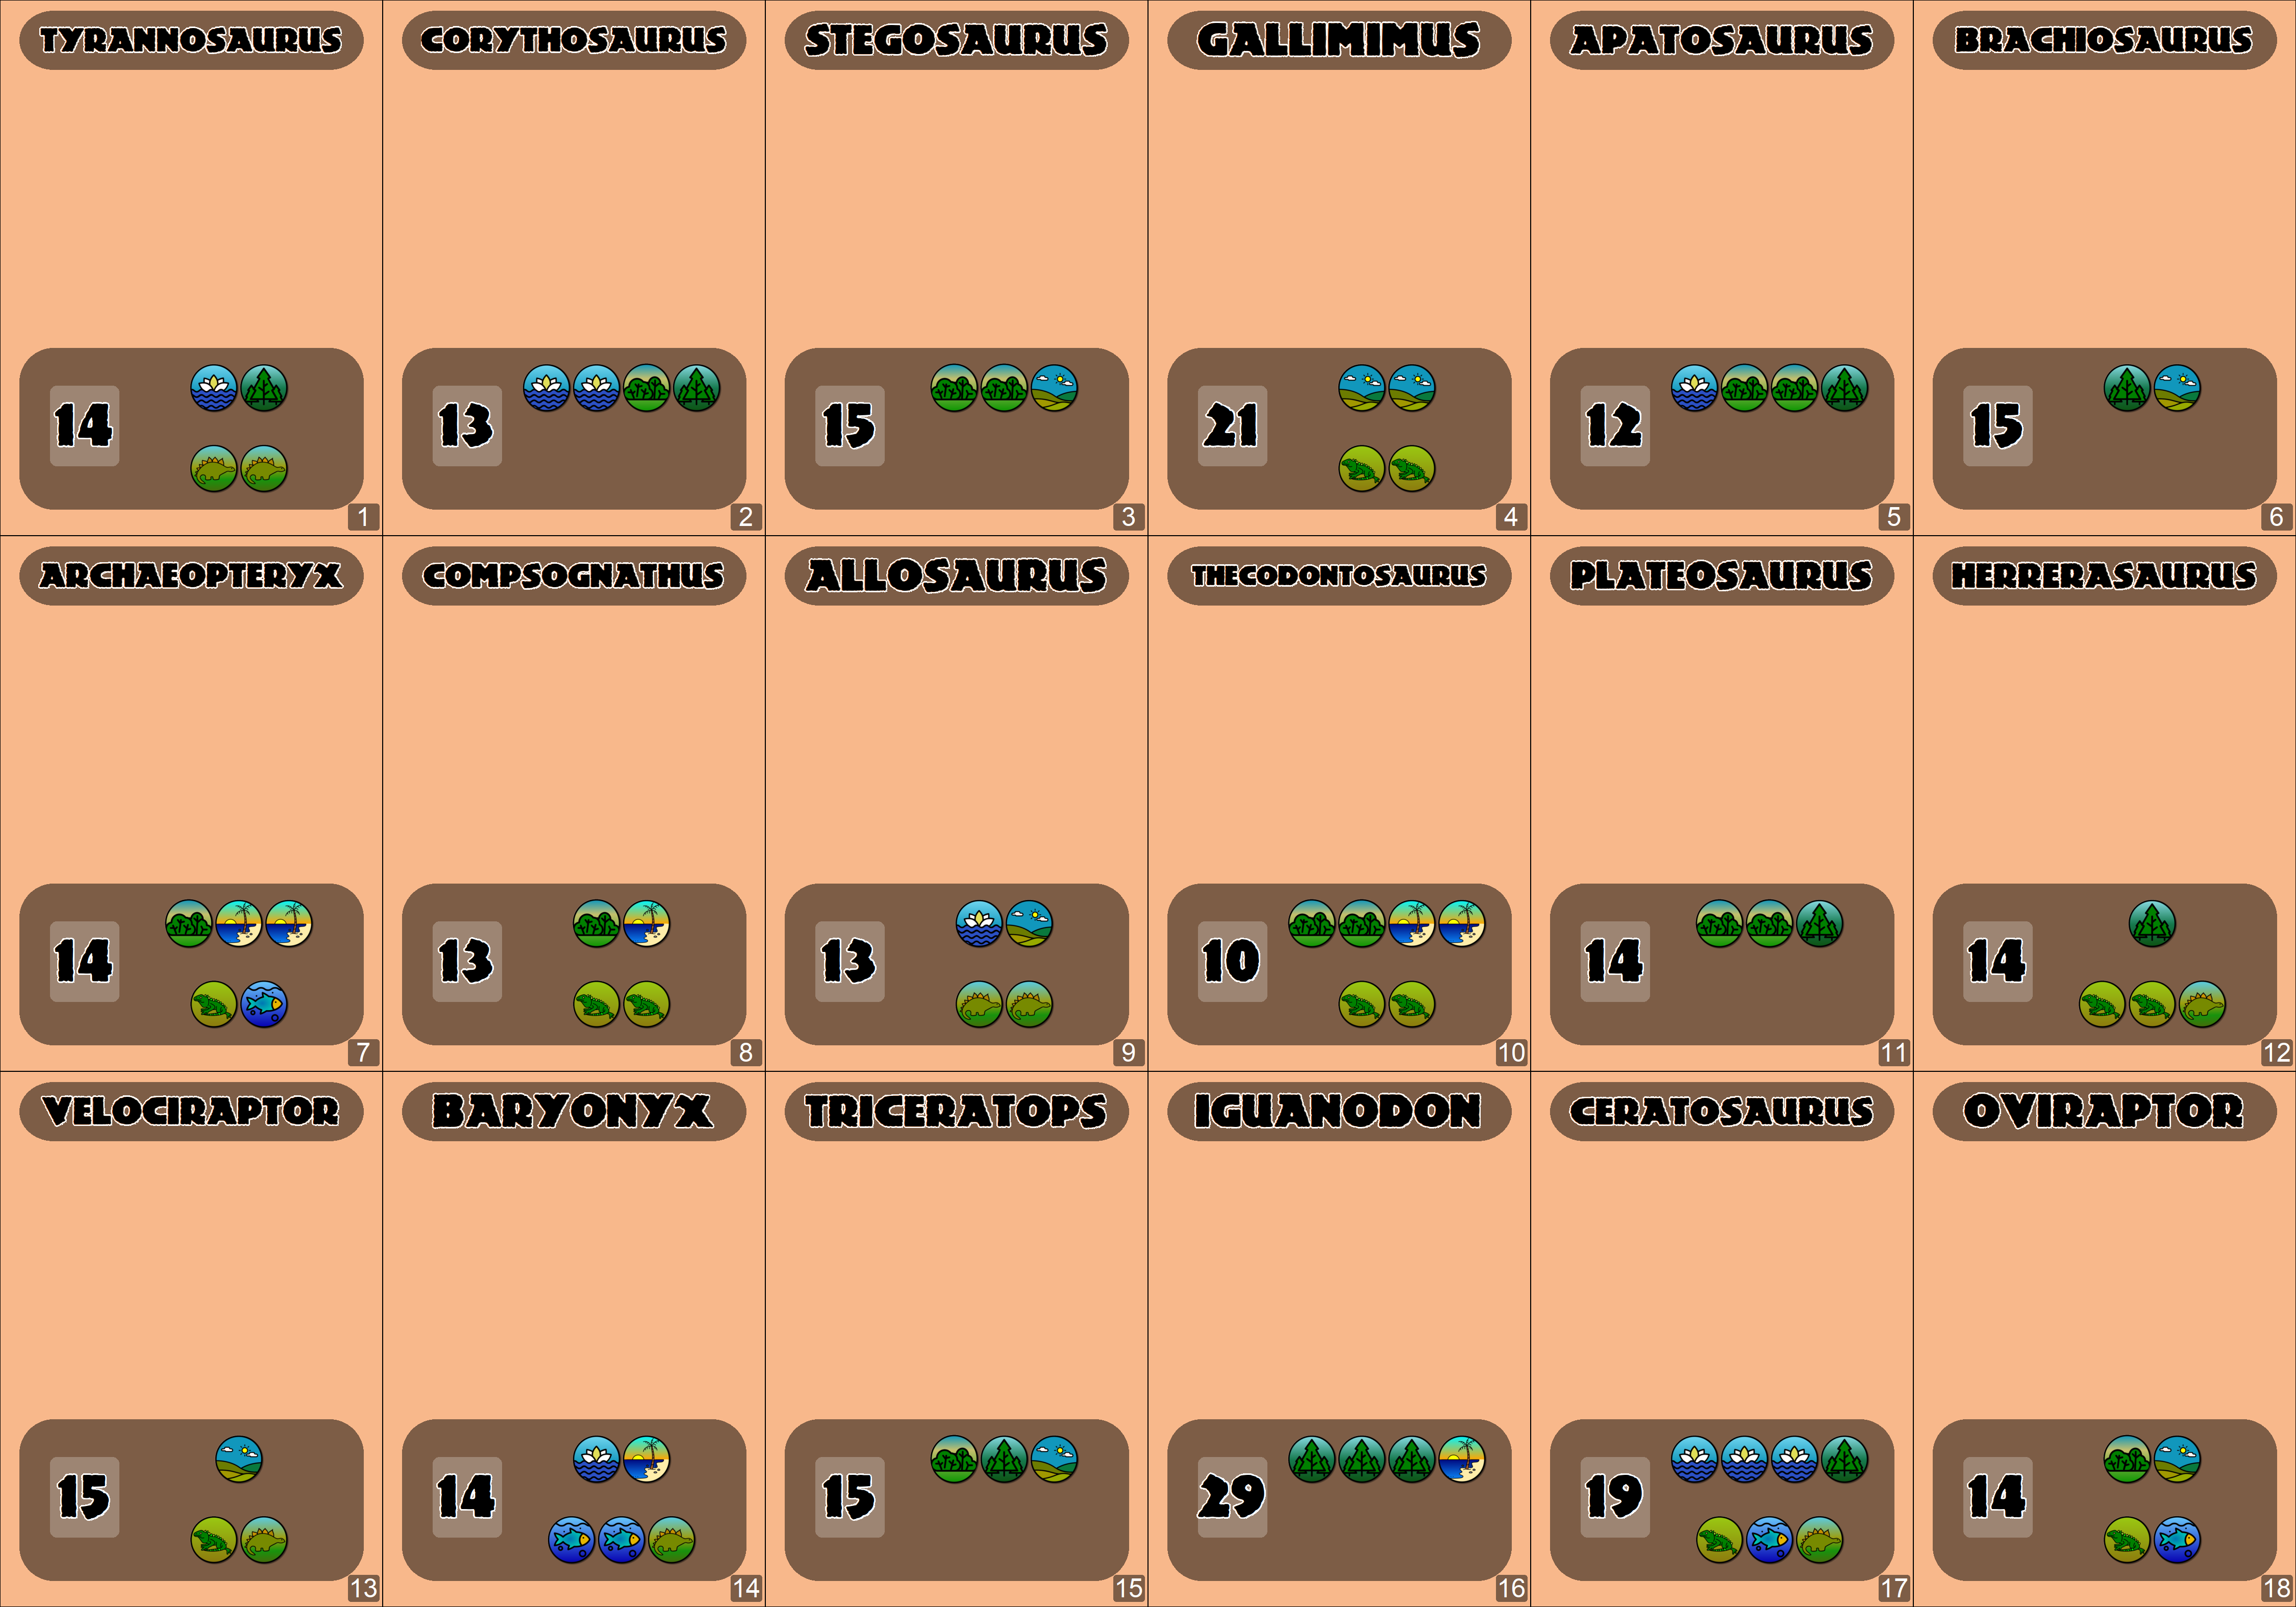 TYRANNOSAURUS
14
1
CORYTHOSAURUS
13
2
STEGOSAURUS
15
3
GALLIMIMUS
21
4
APATOSAURUS
12
5
BRACHIOSAURUS
15
6
ARCHAEOPTERYX
14
7
COMPSOGNATHUS
13
8
ALLOSAURUS
13
9
THECODONTOSAURUS
10
10
PLATEOSAURUS
14
11
HERRERASAURUS
14
12
VELOCIRAPTOR
15
13
BARYONYX
14
14
TRICERATOPS
15
15
IGUANODON
29
16
CERATOSAURUS
19
17
OVIRAPTOR
14
18